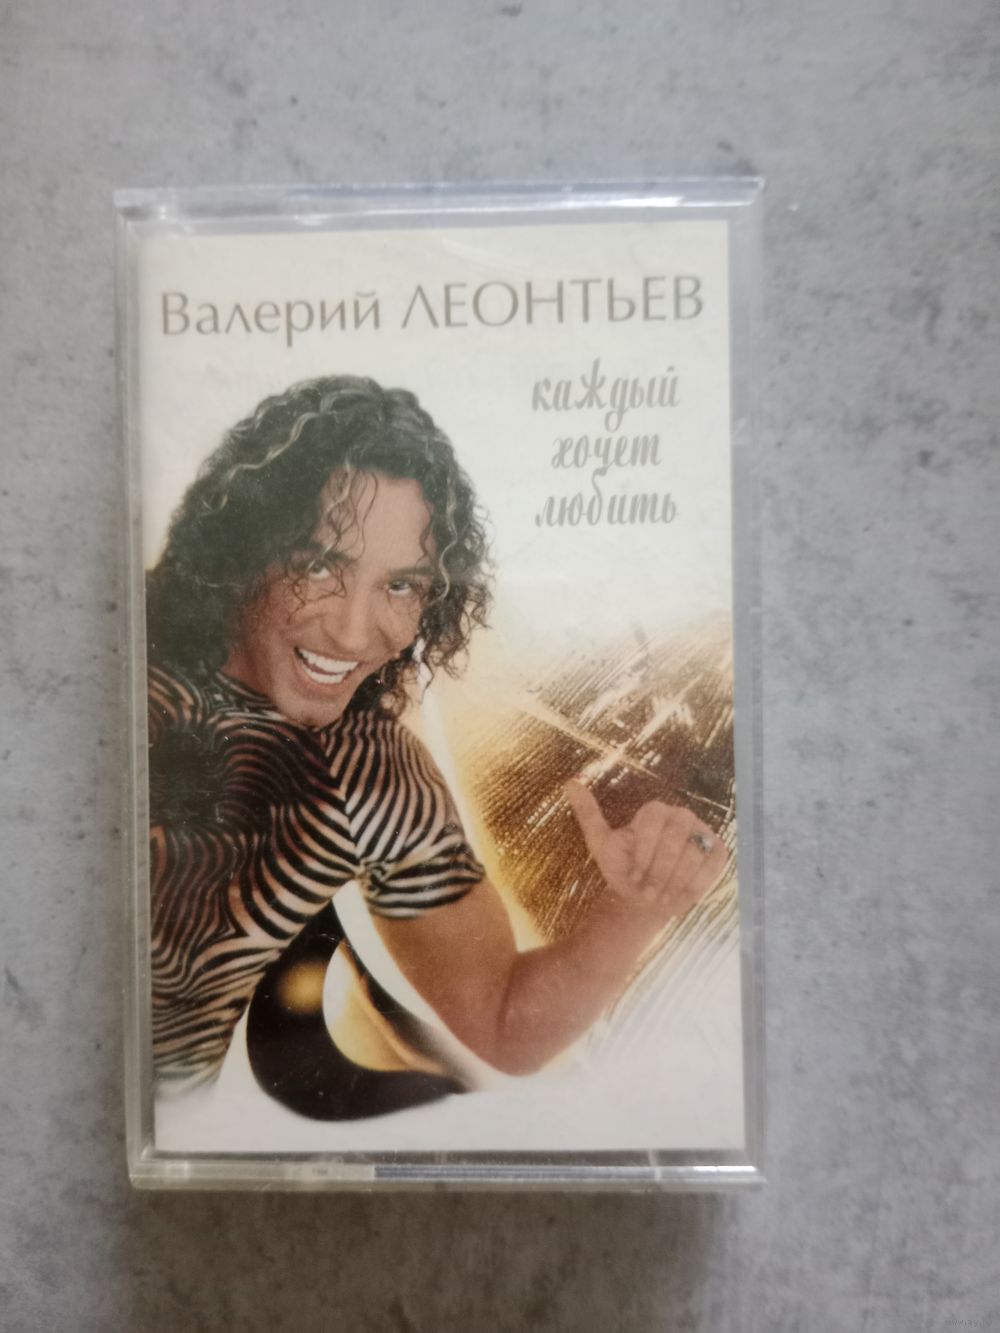 Валерий ЛЕОНТЬЕВ
каждый
хочет
любить